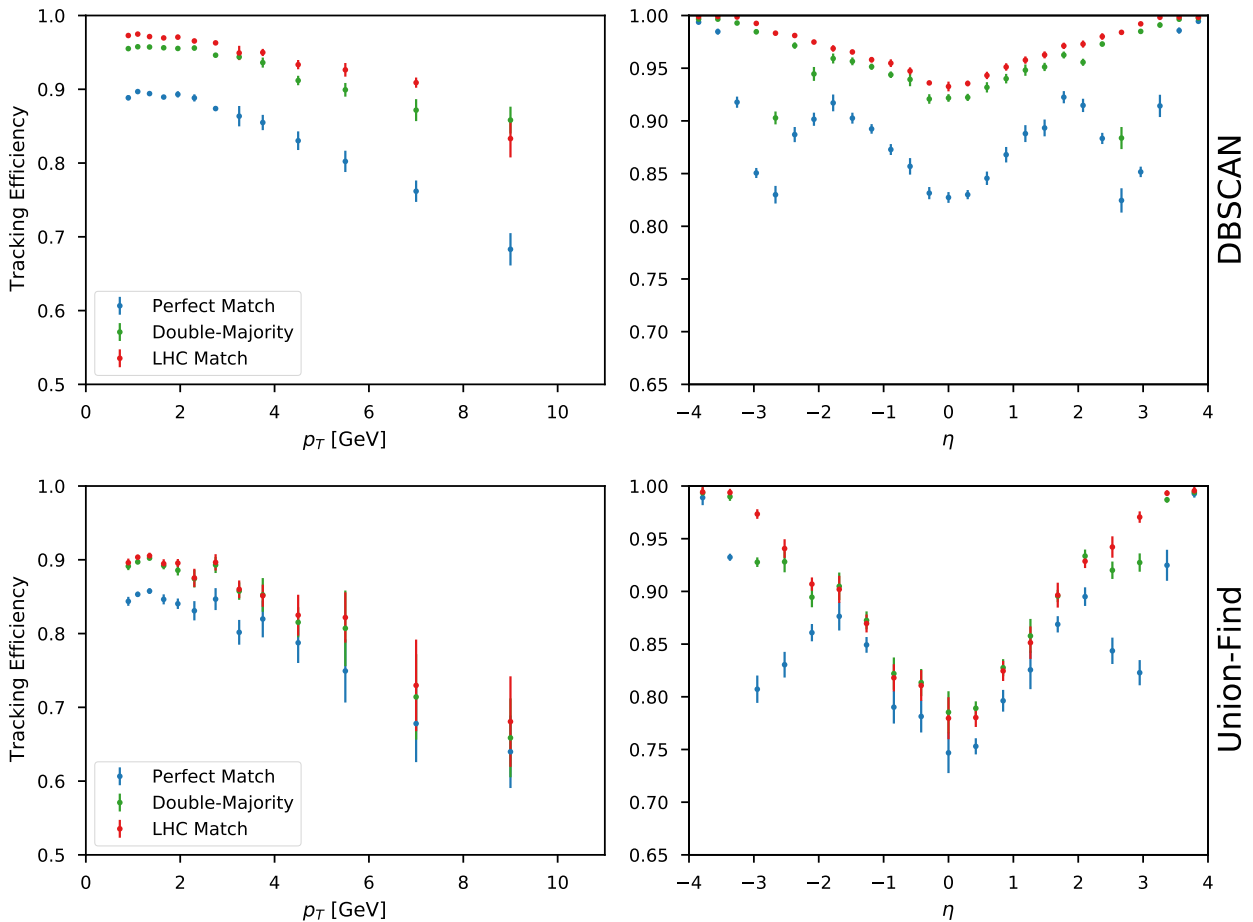 1.0
0.9
0.8
0.7
0.6
0.5
Tracking Efficiency
Perfect Match
Double-Majority
LHC Match
0 2 4 6 8 10
p_T [GeV]
1.00
0.95
0.90
0.85
0.80
0.75
0.70
0.65
−4 −3 −2 −1 0 1 2 3 4
η
DBSCAN
1.0
0.9
0.8
0.7
0.6
0.5
Tracking Efficiency
Perfect Match
Double-Majority
LHC Match
0 2 4 6 8 10
p_T [GeV]
1.00
0.95
0.90
0.85
0.80
0.75
0.70
0.65
−4 −3 −2 −1 0 1 2 3 4
η
Union-Find